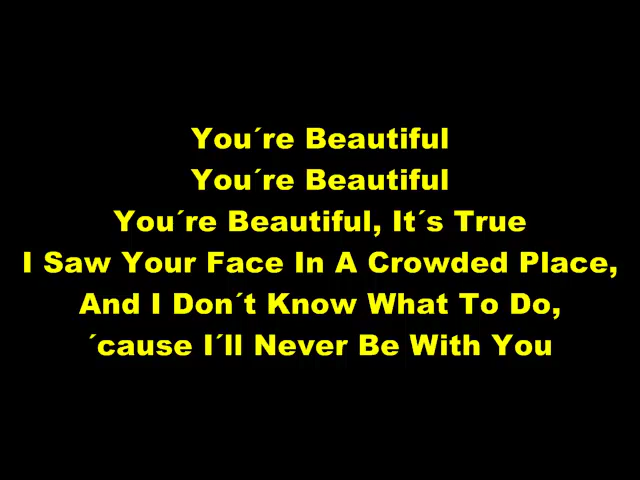 You´re Beautiful
You´re Beautiful
You´re Beautiful, It´s True
I Saw Your Face In A Crowded Place,
And I Don´t Know What To Do,
´cause I´ll Never Be With You